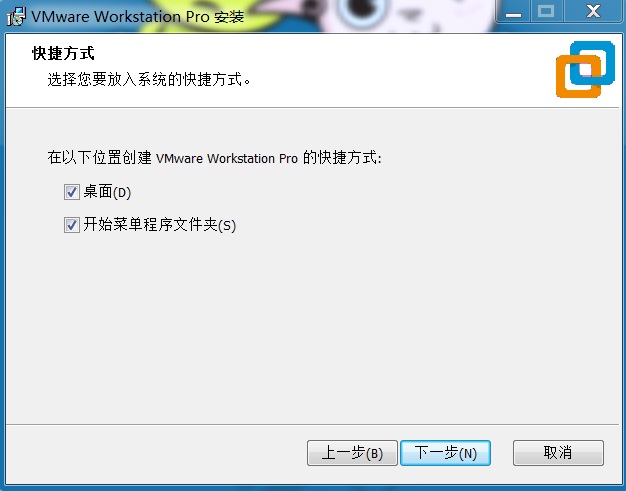 VMware Workstation Pro 安装
快捷方式
选择您要放入系统的快捷方式。
在以下位置创建 VMware Workstation Pro 的快捷方式:
桌面(D)
开始菜单程序文件夹(S)
上一步(B) 下一步(N) 取消